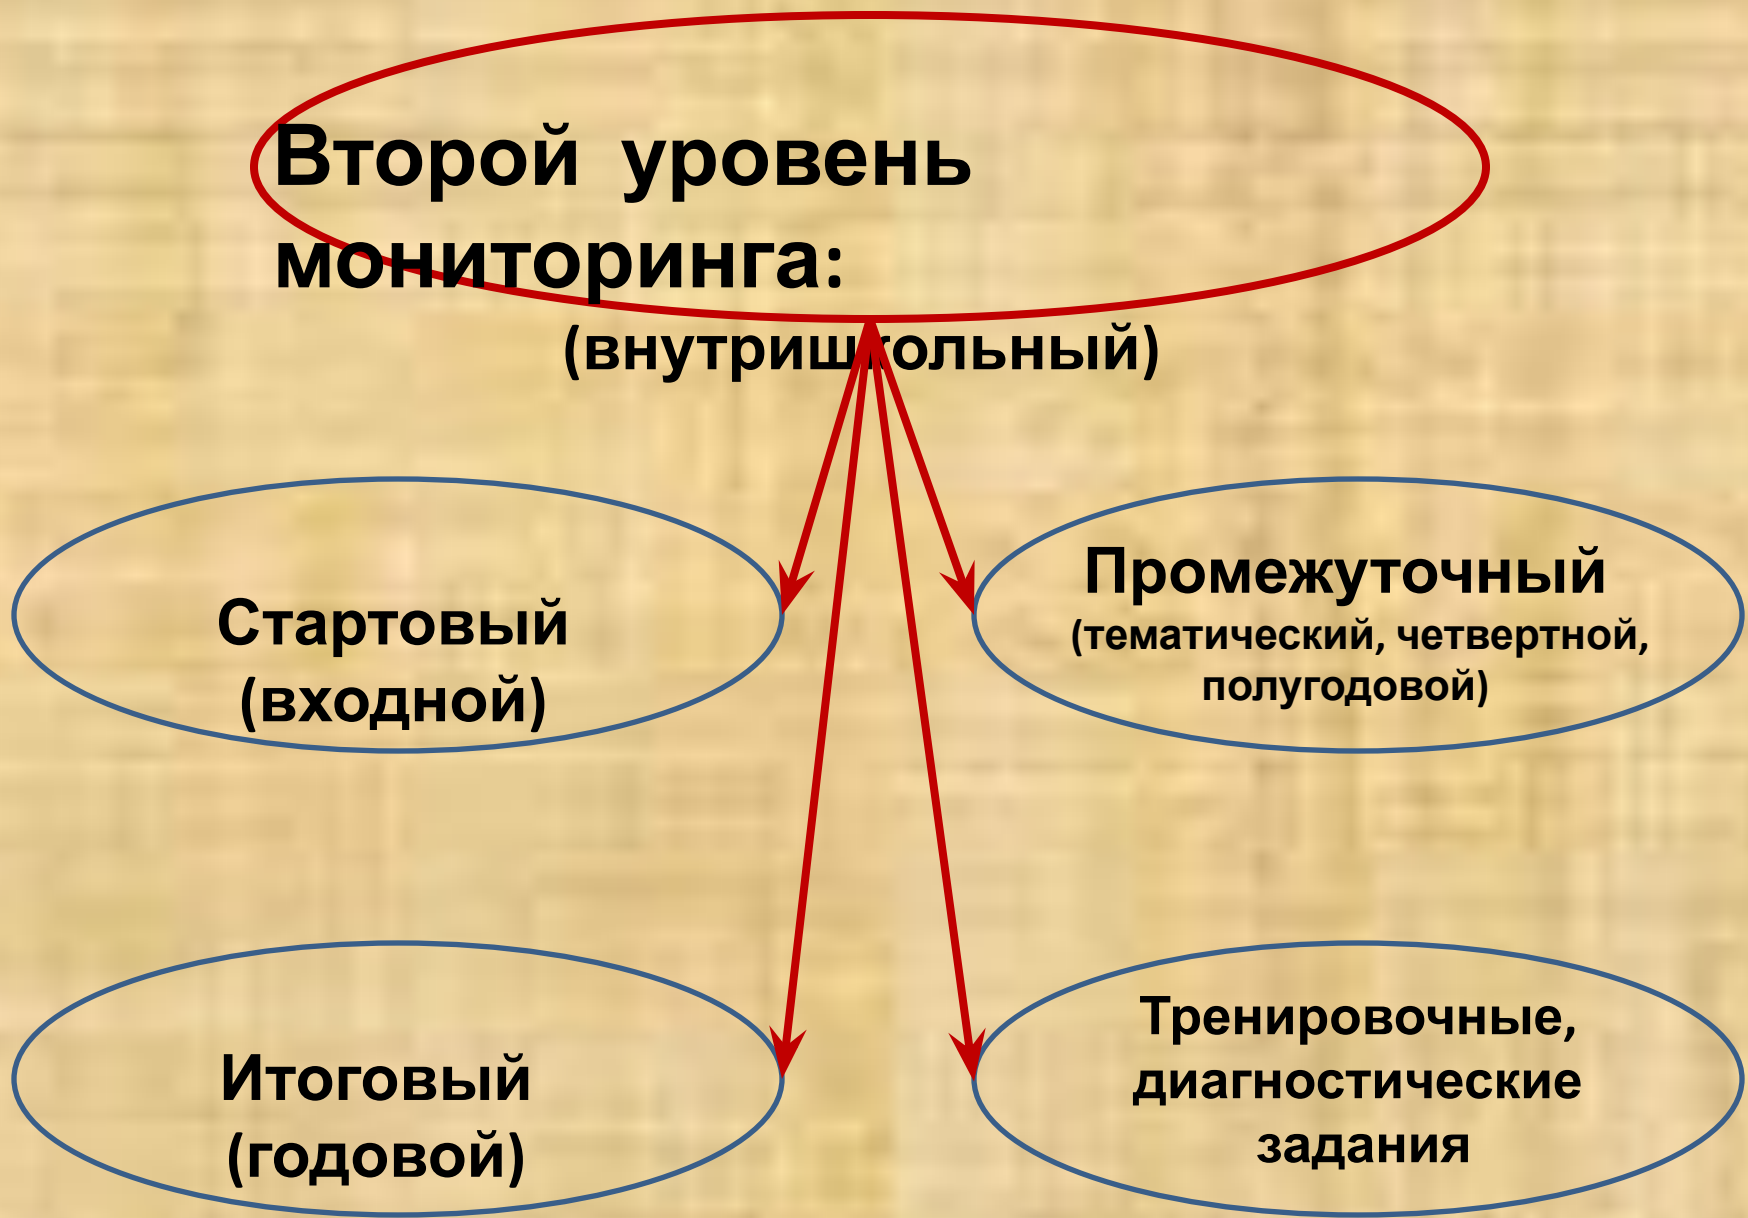 Второй уровень
мониторинга:
(внутришкольный)
Стартовый
(входной)
Промежуточный
(тематический, четвертной,
полугодовой)
Итоговый
(годовой)
Тренировочные,
диагностические
задания